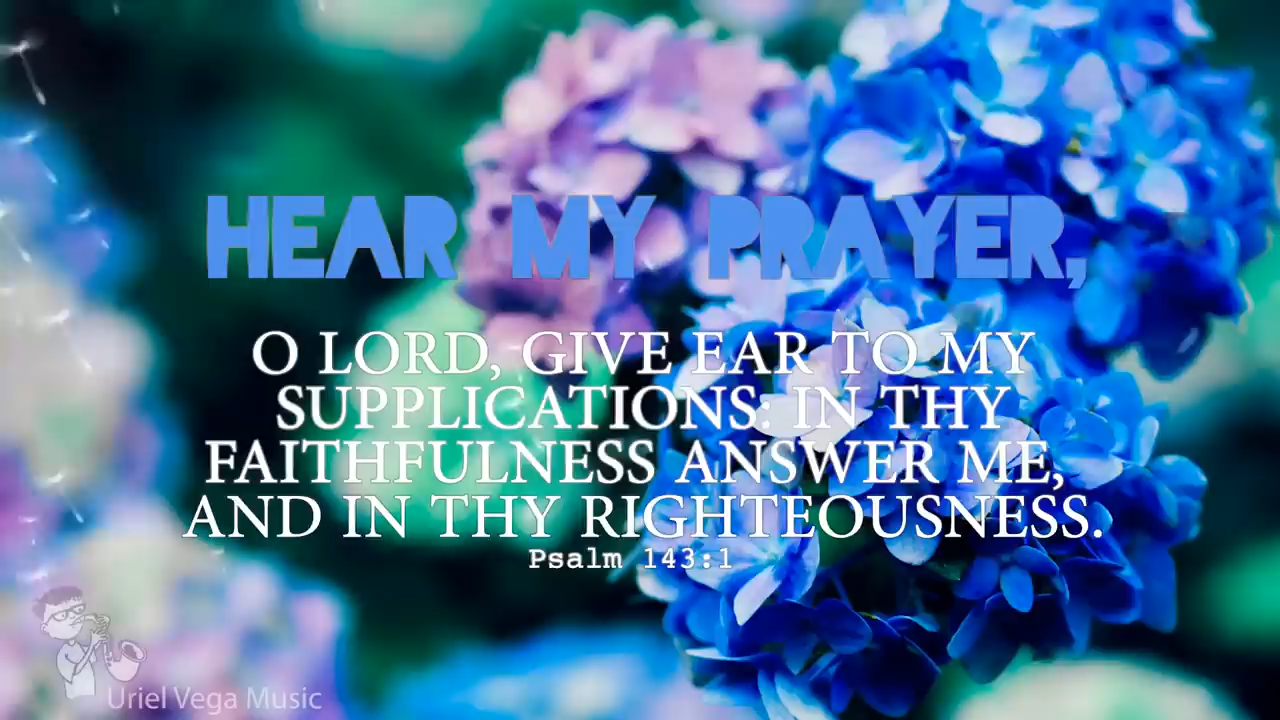 HEAR MY PRAYER,
O LORD, GIVE EAR TO MY
SUPPLICATIONS: IN THY
FAITHFULNESS ANSWER ME,
AND IN THY RIGHTEOUSNESS.
Psalm 143:1
Uriel Vega Music